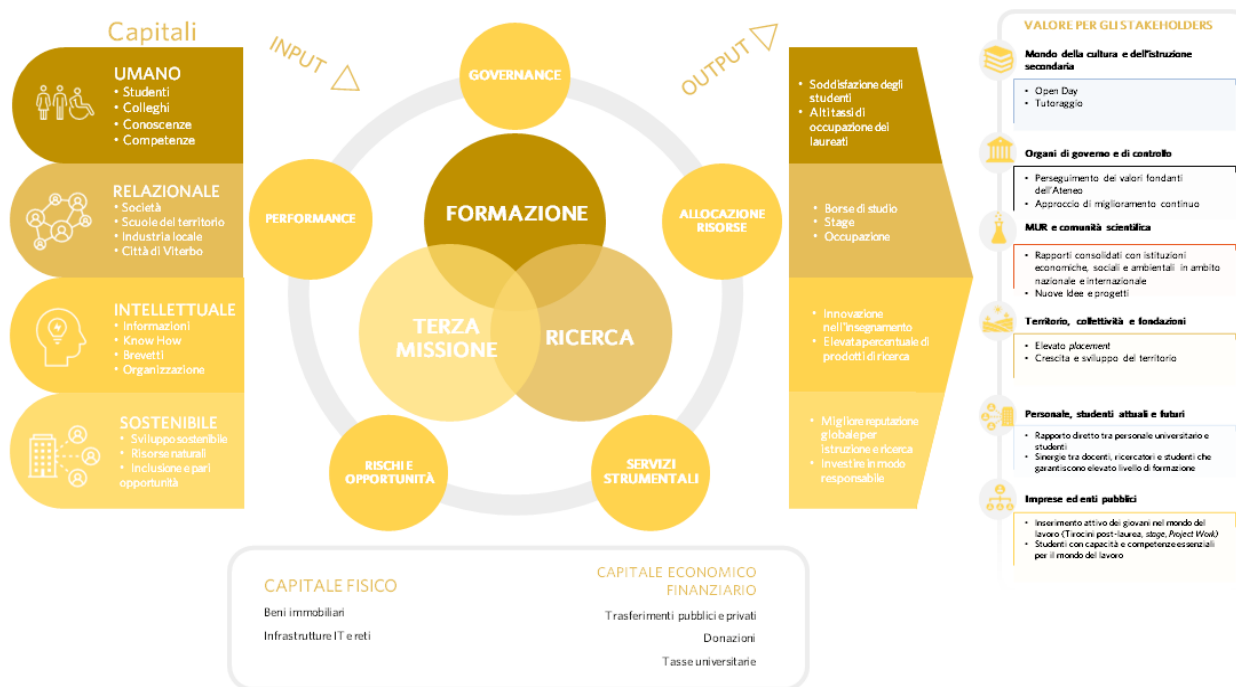 Capitali
INPUT
OUTPUT
UMANO
• Studenti
• Colleghi
• Conoscenze
• Competenze
RELAZIONALE
• Società
• Scuole del territorio
• Industria locale
• Città di Viterbo
INTELLETTUALE
• Informazioni
• Know How
• Brevetti
• Organizzazione
SOSTENIBILE
• Sviluppo sostenibile
• Risorse naturali
• Inclusione e pari
opportunità
GOVERNANCE
PERFORMANCE
ALLOCAZIONE
RISORSE
RISCHI E
OPPORTUNITÀ
SERVIZI
STRUMENTALI
FORMAZIONE
TERZA
MISSIONE
RICERCA
• Soddisfazione degli
studenti
• Alti tassi di
occupazione dei
laureati
• Borse di studio
• Stage
• Occupazione
• Innovazione
nell'insegnamento
• Elevata percentuale di
prodotti di ricerca
• Migliore reputazione
globale per
istruzione e ricerca
• Investire in modo
responsabile
VALORE PER GLI STAKEHOLDERS
Mondo della cultura e dell'istruzione
secondaria
• Open Day
• Tutoraggio
Organi di governo e di controllo
• Perseguimento dei valori fondanti
dell'Ateneo
• Approccio di miglioramento continuo
MUR e comunità scientifica
• Rapporti consolidati con istituzioni
economiche, sociali e ambientali in ambito
nazionale e internazionale
• Nuove Idee e progetti
Territorio, collettività e fondazioni
• Elevato placement
• Crescita e sviluppo del territorio
Personale, studenti attuali e futuri
• Rapporto diretto tra personale universitario e
studenti
• Sinergie tra docenti, ricercatori e studenti che
garantiscono elevato livello di formazione
Imprese ed enti pubblici
• Inserimento attivo dei giovani nel mondo del
lavoro (Tirocini post-laurea, stage, Project Work)
• Studenti con capacità e competenze essenziali
per il mondo del lavoro
CAPITALE FISICO
Beni immobiliari
Infrastrutture IT e reti
CAPITALE ECONOMICO
FINANZIARIO
Trasferimenti pubblici e privati
Donazioni
Tasse universitarie